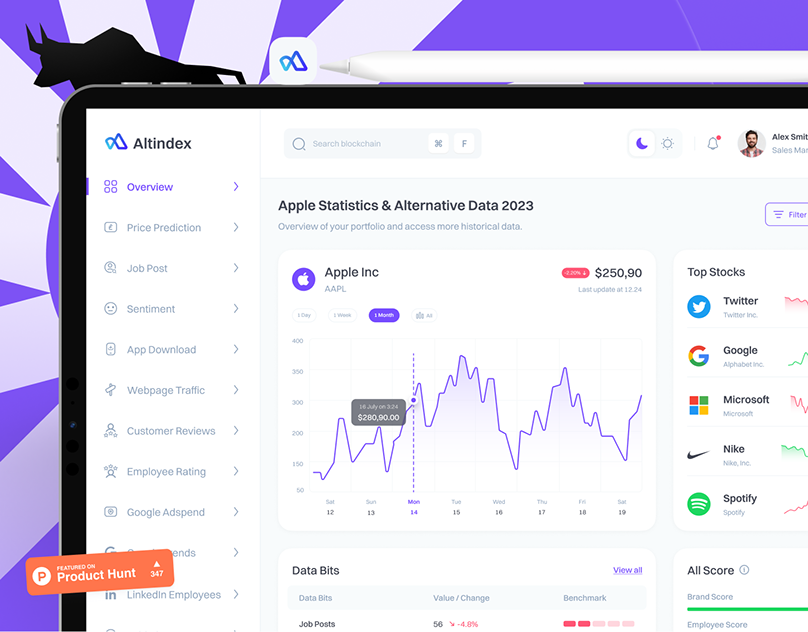 Altindex
Search blockchain
⌘
F
Alex Smit
Sales Mar
Overview
Price Prediction
Job Post
Sentiment
App Download
Webpage Traffic
Customer Reviews
Employee Rating
Google Adspend
ends
LinkedIn Employees
FEATURED ON
Product Hunt
347
Apple Statistics & Alternative Data 2023
Overview of your portfolio and access more historical data.
Filter
Apple Inc
AAPL
-2.20% ↓
$250,90
Last update at 12.24
1 Day
1 Week
1 Month
All
400
350
300
200
150
50
16 July on 3:24
$280,90.00
Sat
Sun
Mon
Tue
Wed
Thu
Fri
Sat
12
13
14
15
16
17
18
19
Top Stocks
Twitter
Twitter Inc.
Google
Alphabet Inc.
Microsoft
Microsoft
Nike
Nike, Inc.
Spotify
Spotify
Data Bits
View all
Data Bits
Value / Change
Benchmark
Job Posts
56
-4.8%
All Score
Brand Score
Employee Score